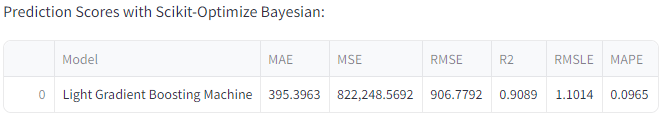 Prediction Scores with Scikit-Optimize Bayesian:
Model MAE MSE RMSE R2 RMSLE MAPE
0 Light Gradient Boosting Machine 395.3963 822,248.5692 906.7792 0.9089 1.1014 0.0965